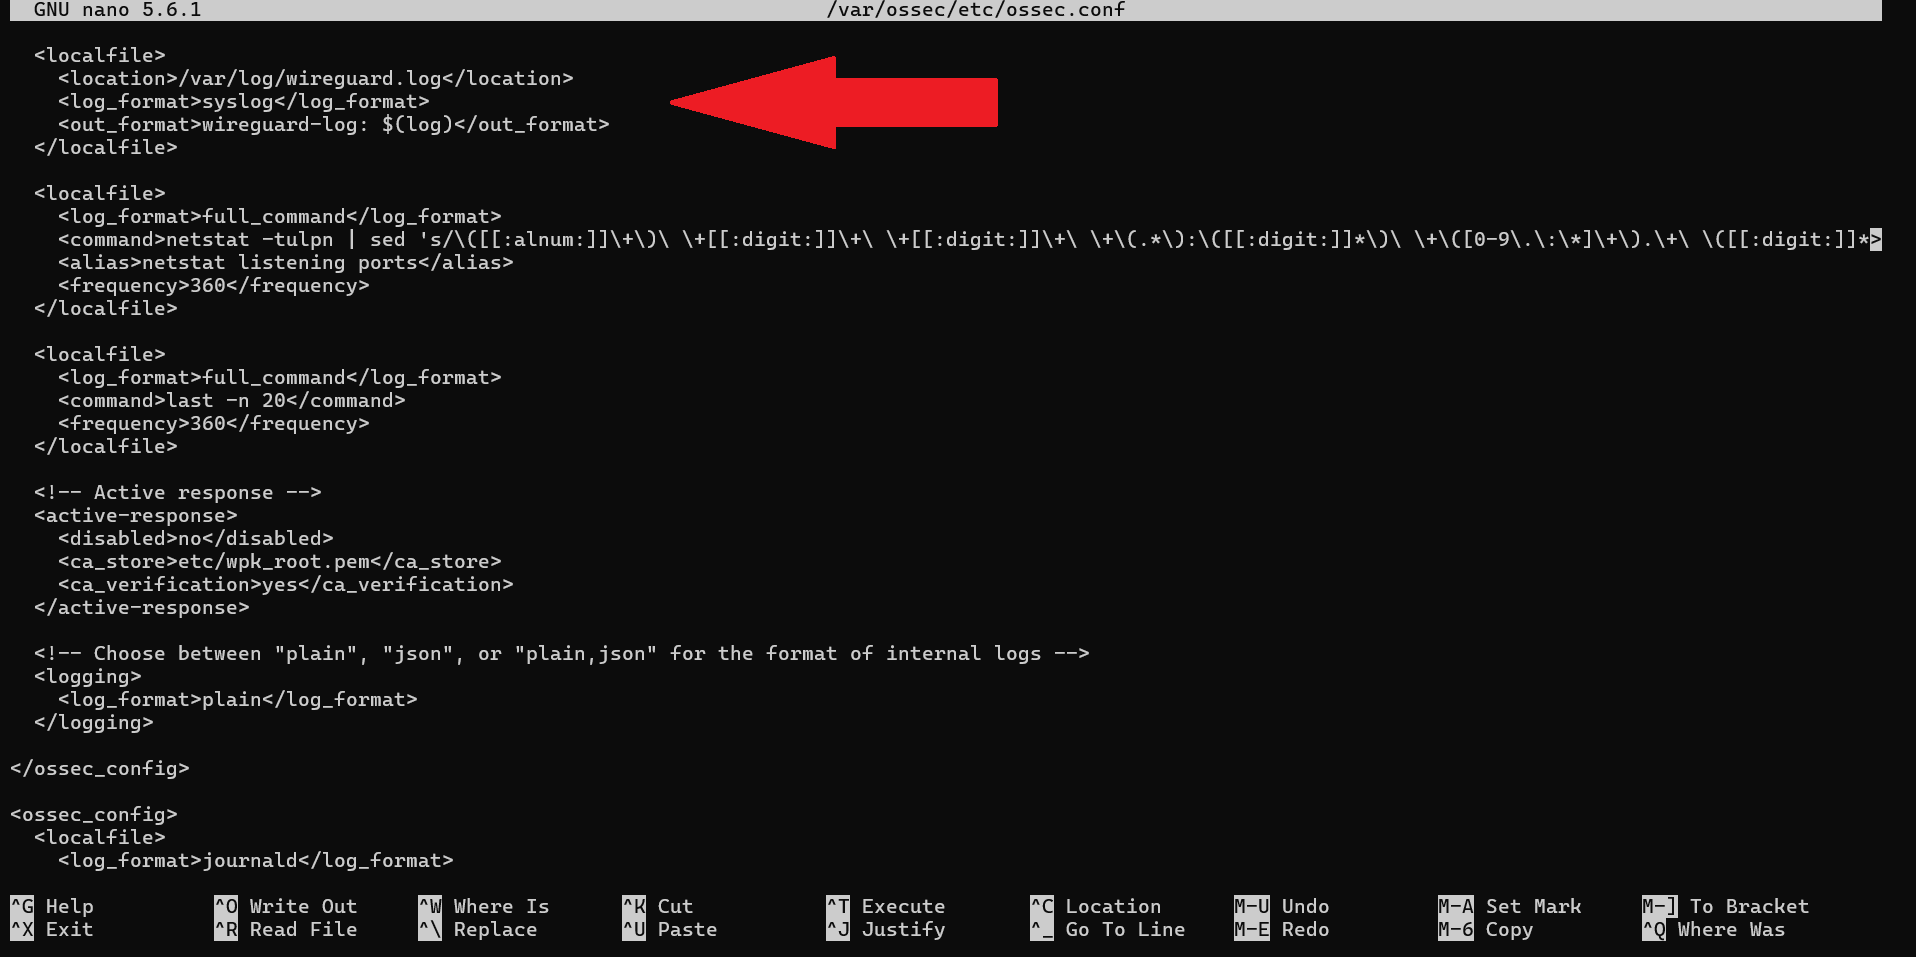 GNU nano 5.6.1 /var/ossec/etc/ossec.conf
<localfile>
<location>/var/log/wireguard.log</location>
<log_format>syslog</log_format>
<out_format>wireguard-log: $(log)</out_format>
</localfile>
<localfile>
<log_format>full_command</log_format>
<command>netstat -tulpn | sed 's/\([[:alnum:]]\+\)\ \+[[:digit:]]\+\ \+[[:digit:]]\+\ \+\(.*\):\([[:digit:]]*\)\ \+\([0-9\.\:\*]\+\).\+\ \([[:digit:]]*>
<alias>netstat listening ports</alias>
<frequency>360</frequency>
</localfile>
<localfile>
<log_format>full_command</log_format>
<command>last -n 20</command>
<frequency>360</frequency>
</localfile>
<!-- Active response -->
<active-response>
<disabled>no</disabled>
<ca_store>etc/wpk_root.pem</ca_store>
<ca_verification>yes</ca_verification>
</active-response>
<!-- Choose between "plain", "json", or "plain,json" for the format of internal logs -->
<logging>
<log_format>plain</log_format>
</logging>
</ossec_config>
<ossec_config>
<localfile>
<log_format>journald</log_format>
^G Help ^O Write Out ^W Where Is ^K Cut ^T Execute ^C Location M-U Undo M-A Set Mark M-] To Bracket
^X Exit ^R Read File ^\ Replace ^U Paste ^J Justify ^_ Go To Line M-E Redo M-6 Copy ^Q Where Was